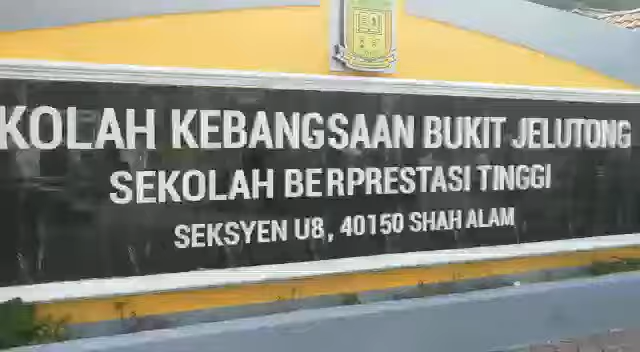 KOLAH KEBANGSAAN BUKIT JELUTONG
SEKOLAH BERPRESTASI TINGGI
SEKSYEN U8, 40150 SHAH ALAM